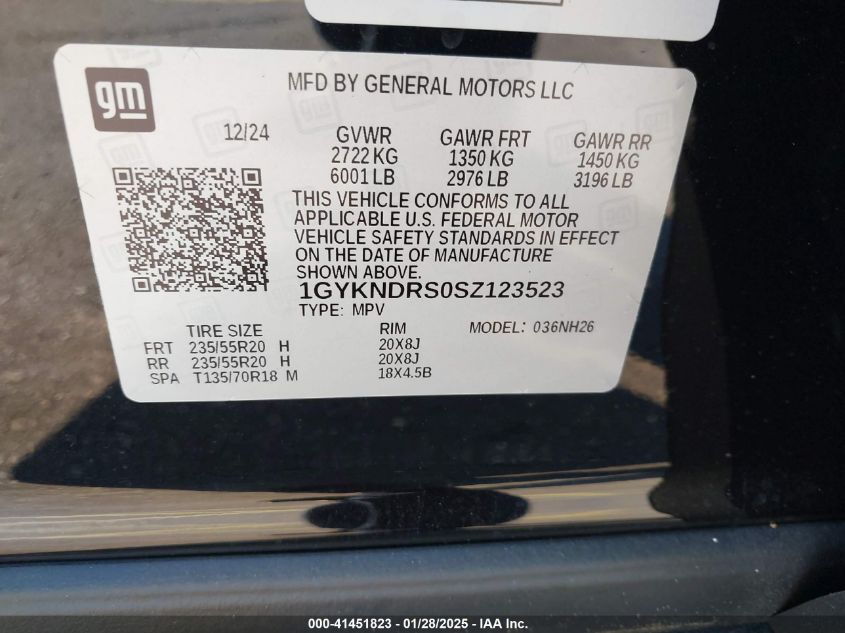 gm
MFD BY GENERAL MOTORS LLC
12/24
GVWR GAWR FRT GAWR RR
2722 KG 1350 KG 1450 KG
6001 LB 2976 LB 3196 LB
THIS VEHICLE CONFORMS TO ALL
APPLICABLE U.S. FEDERAL MOTOR
VEHICLE SAFETY STANDARDS IN EFFECT
ON THE DATE OF MANUFACTURE
SHOWN ABOVE.
1GYKNDRS0SZ123523
TYPE: MPV
TIRE SIZE RIM MODEL: 036NH26
FRT 235/55R20 H 20X8J
RR 235/55R20 H 20X8J
SPA T135/70R18 M 18X4.5B
000-41451823 - 01/28/2025 - IAA Inc.